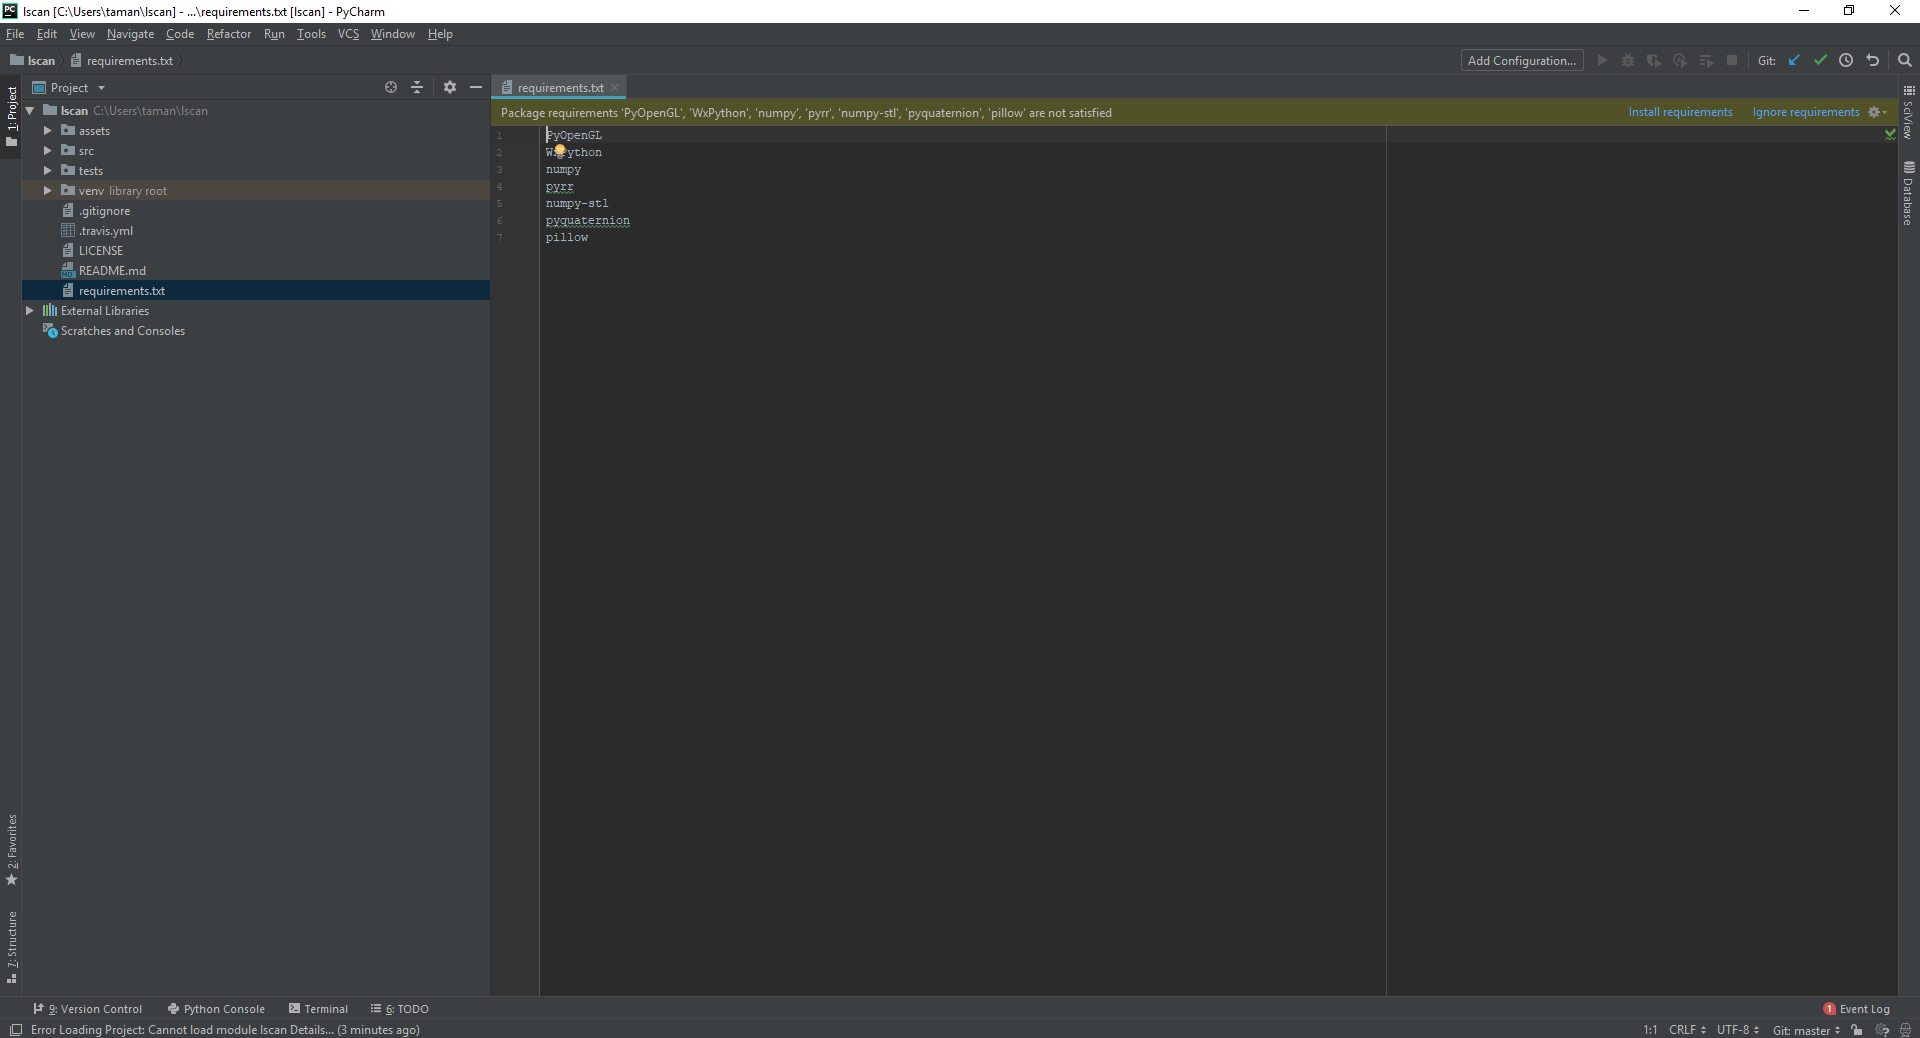 lscan [C:\Users\taman\lscan] - ...\requirements.txt [lscan] - PyCharm
File Edit View Navigate Code Refactor Run Tools VCS Window Help
lscan requirements.txt
Add Configuration... Git:
Project
requirements.txt
1: Project
lscan C:\Users\taman\lscan
assets
src
tests
venv library root
.gitignore
.travis.yml
LICENSE
README.md
requirements.txt
External Libraries
Scratches and Consoles
Package requirements 'PyOpenGL', 'WxPython', 'numpy', 'pyrr', 'numpy-stl', 'pyquaternion', 'pillow' are not satisfied
Install requirements Ignore requirements
1 PyOpenGL
2 WxPython
3 numpy
4 pyrr
5 numpy-stl
6 pyquaternion
7 pillow
SciView
Database
2: Favorites
7: Structure
9: Version Control Python Console Terminal 6: TODO
1 Event Log
Error Loading Project: Cannot load module lscan Details... (3 minutes ago)
1:1 CRLF UTF-8 Git: master